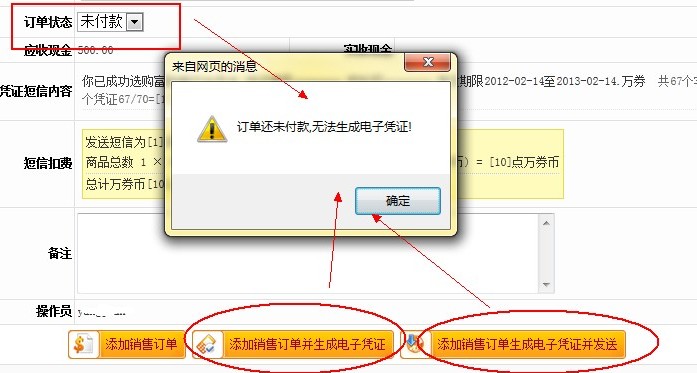 订单状态 未付款
应收现金 500.00 实收现金
来自网页的消息
凭证短信内容 你已成功选购富 期限2012-02-14至2013-02-14.万券 共67个
个凭证67/70=[1
订单还未付款,无法生成电子凭证!
发送短信为[1]
短信扣费 商品总数 1 × ) = [10]点万券币
总计万券币[10
确定
备注
操作员
添加销售订单 添加销售订单并生成电子凭证 添加销售订单生成电子凭证并发送